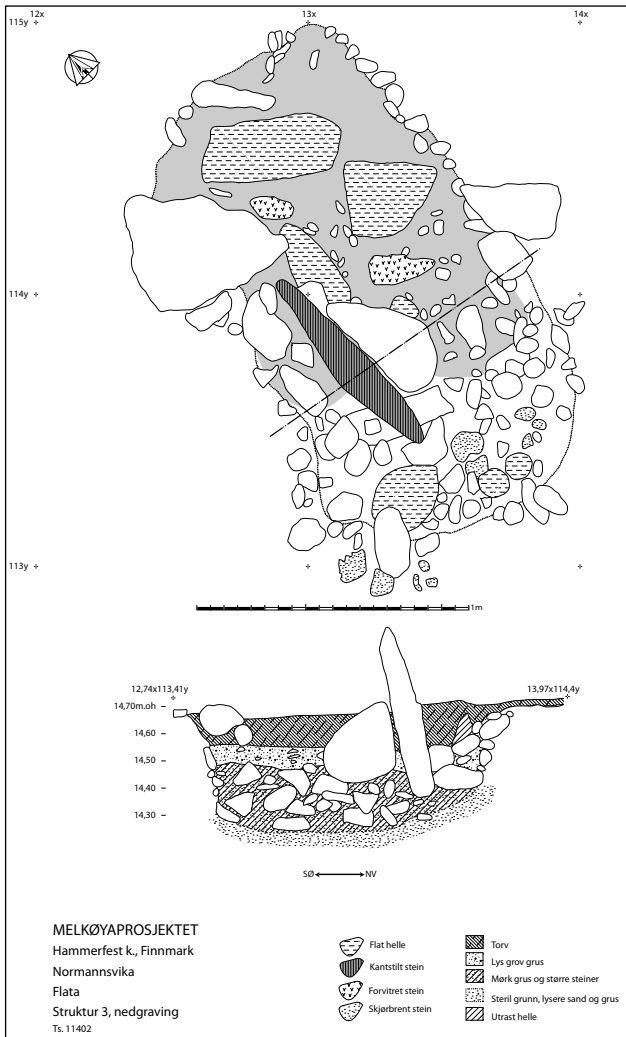 12x 13x 14x
115y
114y
113y
1m
12,74x113,41y 13,97x114,4y
14,70m.oh
14,60
14,50
14,40
14,30
SØ NV
MELKØYAPROSJEKTET
Hammerfest k., Finnmark
Normannsvika
Flata
Struktur 3, nedgraving
Ts. 11402
Flat helle
Kantstilt stein
Forvitret stein
Skjørbrent stein
Torv
Lys grov grus
Mørk grus og større steiner
Steril grunn, lysere sand og grus
Utrast helle